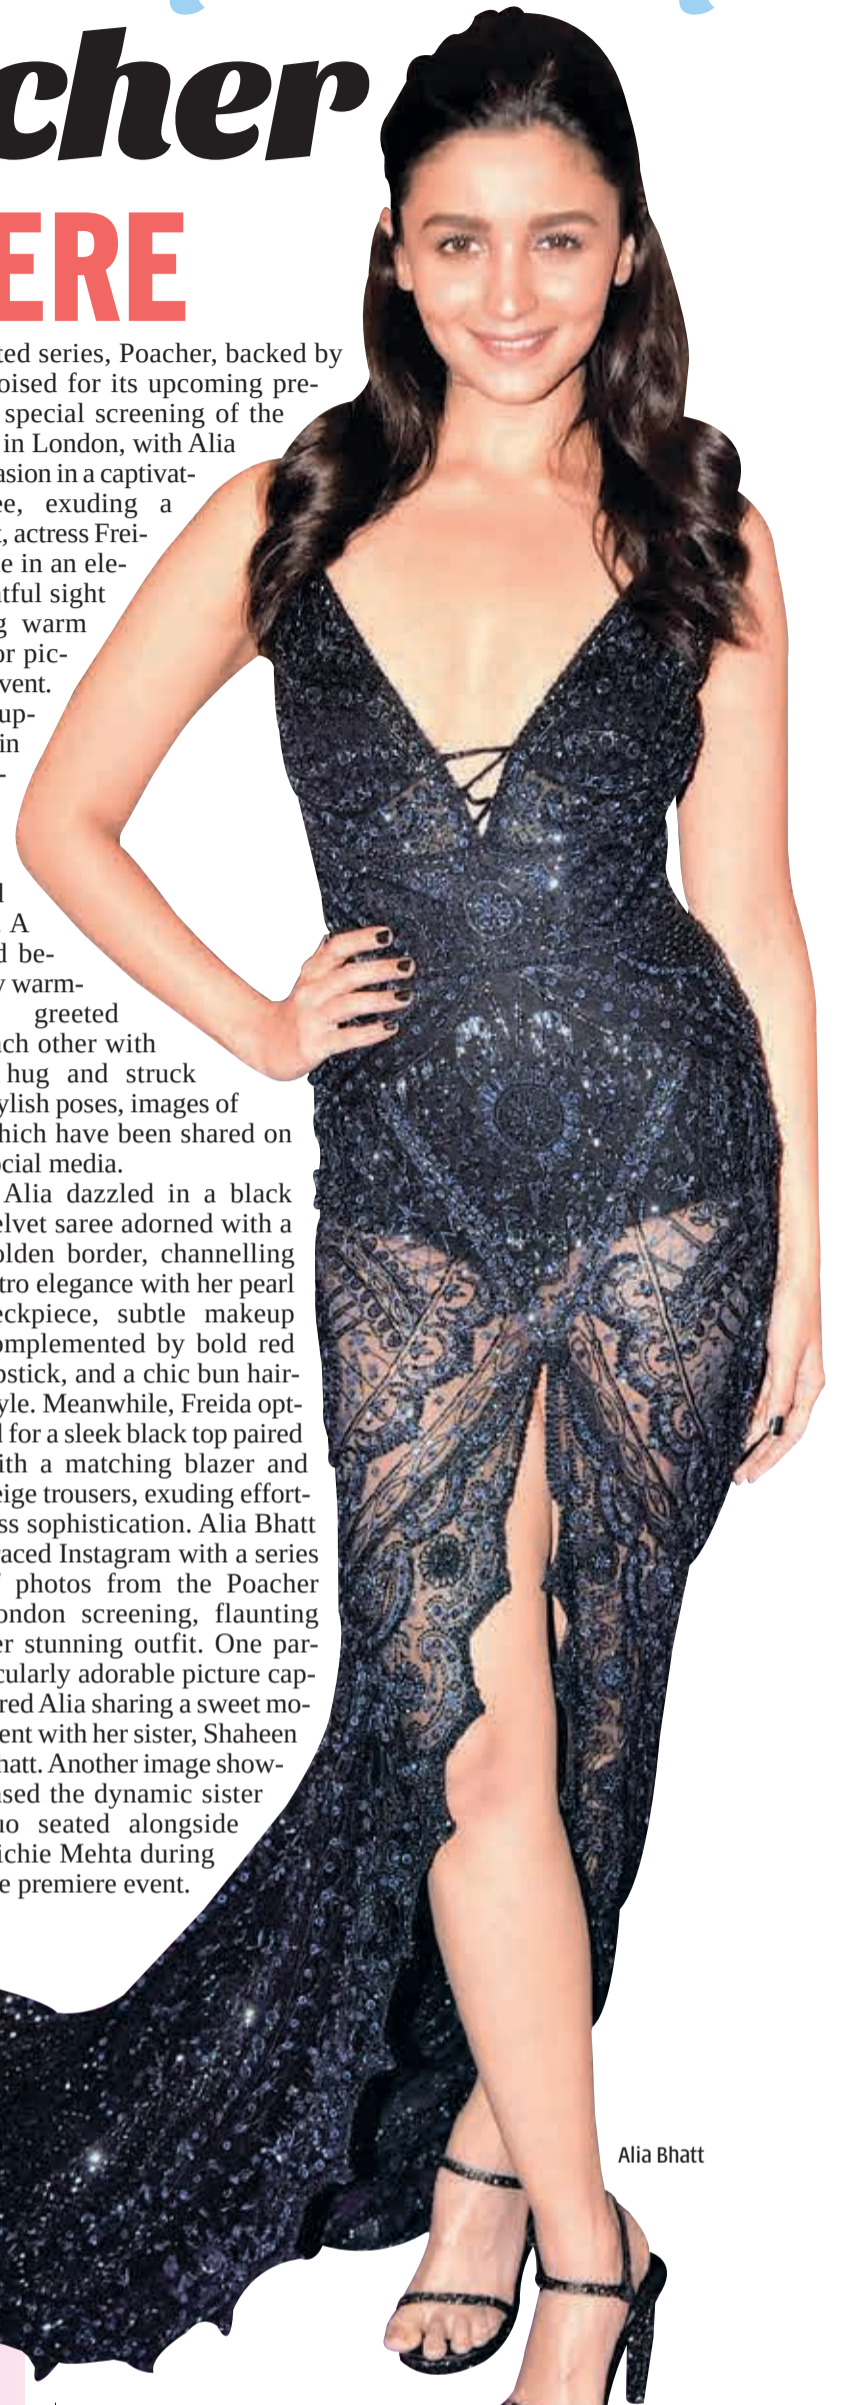 cher
ERE
ted series, Poacher, backed by
oised for its upcoming pre-
special screening of the
in London, with Alia
asion in a captivat-
ee, exuding a
t, actress Frei-
e in an ele-
tful sight
g warm
or pic-
vent.
up-
in
-
l
. A
d be-
y warm-
greeted
ach other with
hug and struck
ylish poses, images of
hich have been shared on
ocial media.
Alia dazzled in a black
elvet saree adorned with a
olden border, channelling
tro elegance with her pearl
eckpiece, subtle makeup
omplemented by bold red
pstick, and a chic bun hair-
yle. Meanwhile, Freida opt-
l for a sleek black top paired
ith a matching blazer and
eige trousers, exuding effort-
ss sophistication. Alia Bhatt
raced Instagram with a series
f photos from the Poacher
ondon screening, flaunting
er stunning outfit. One par-
cularly adorable picture cap-
red Alia sharing a sweet mo-
ent with her sister, Shaheen
hatt. Another image show-
ased the dynamic sister
uo seated alongside
ichie Mehta during
e premiere event.
Alia Bhatt